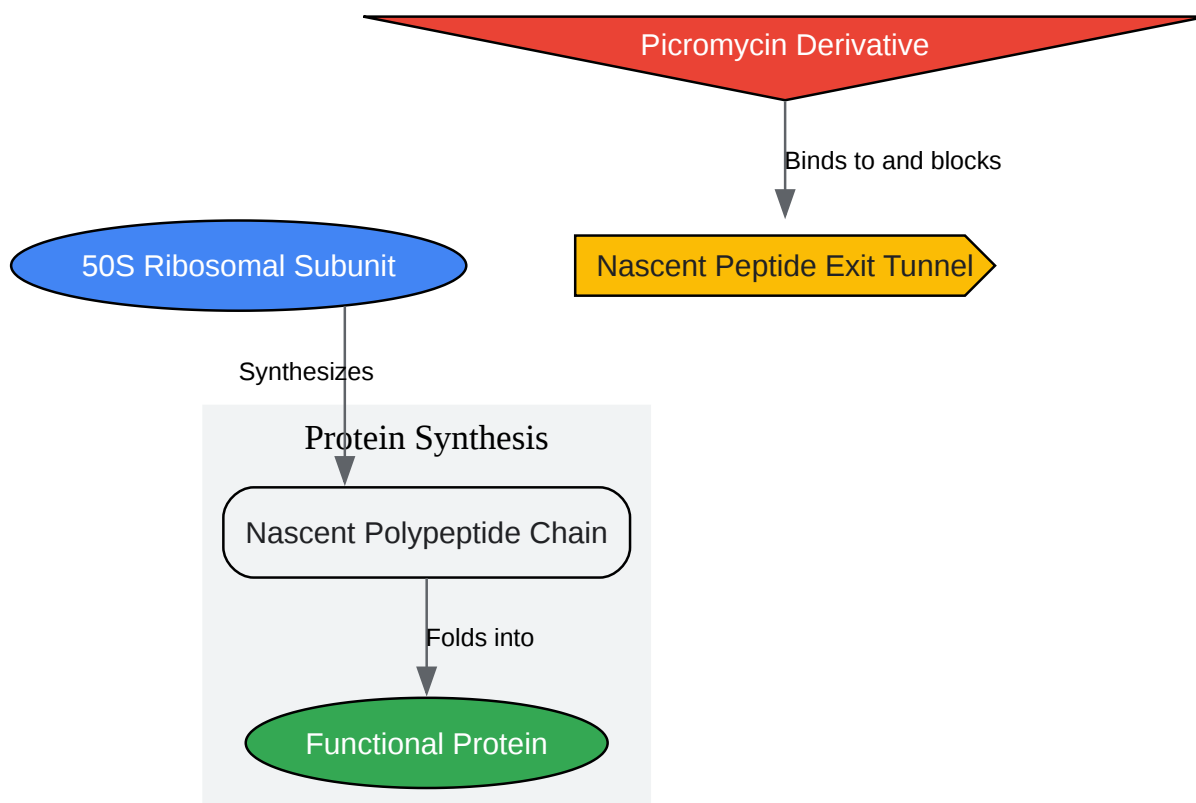 Picromycin Derivative
Binds to and blocks
50S Ribosomal Subunit
Nascent Peptide Exit Tunnel
Synthesizes
Protein Synthesis
Nascent Polypeptide Chain
Folds into
Functional Protein